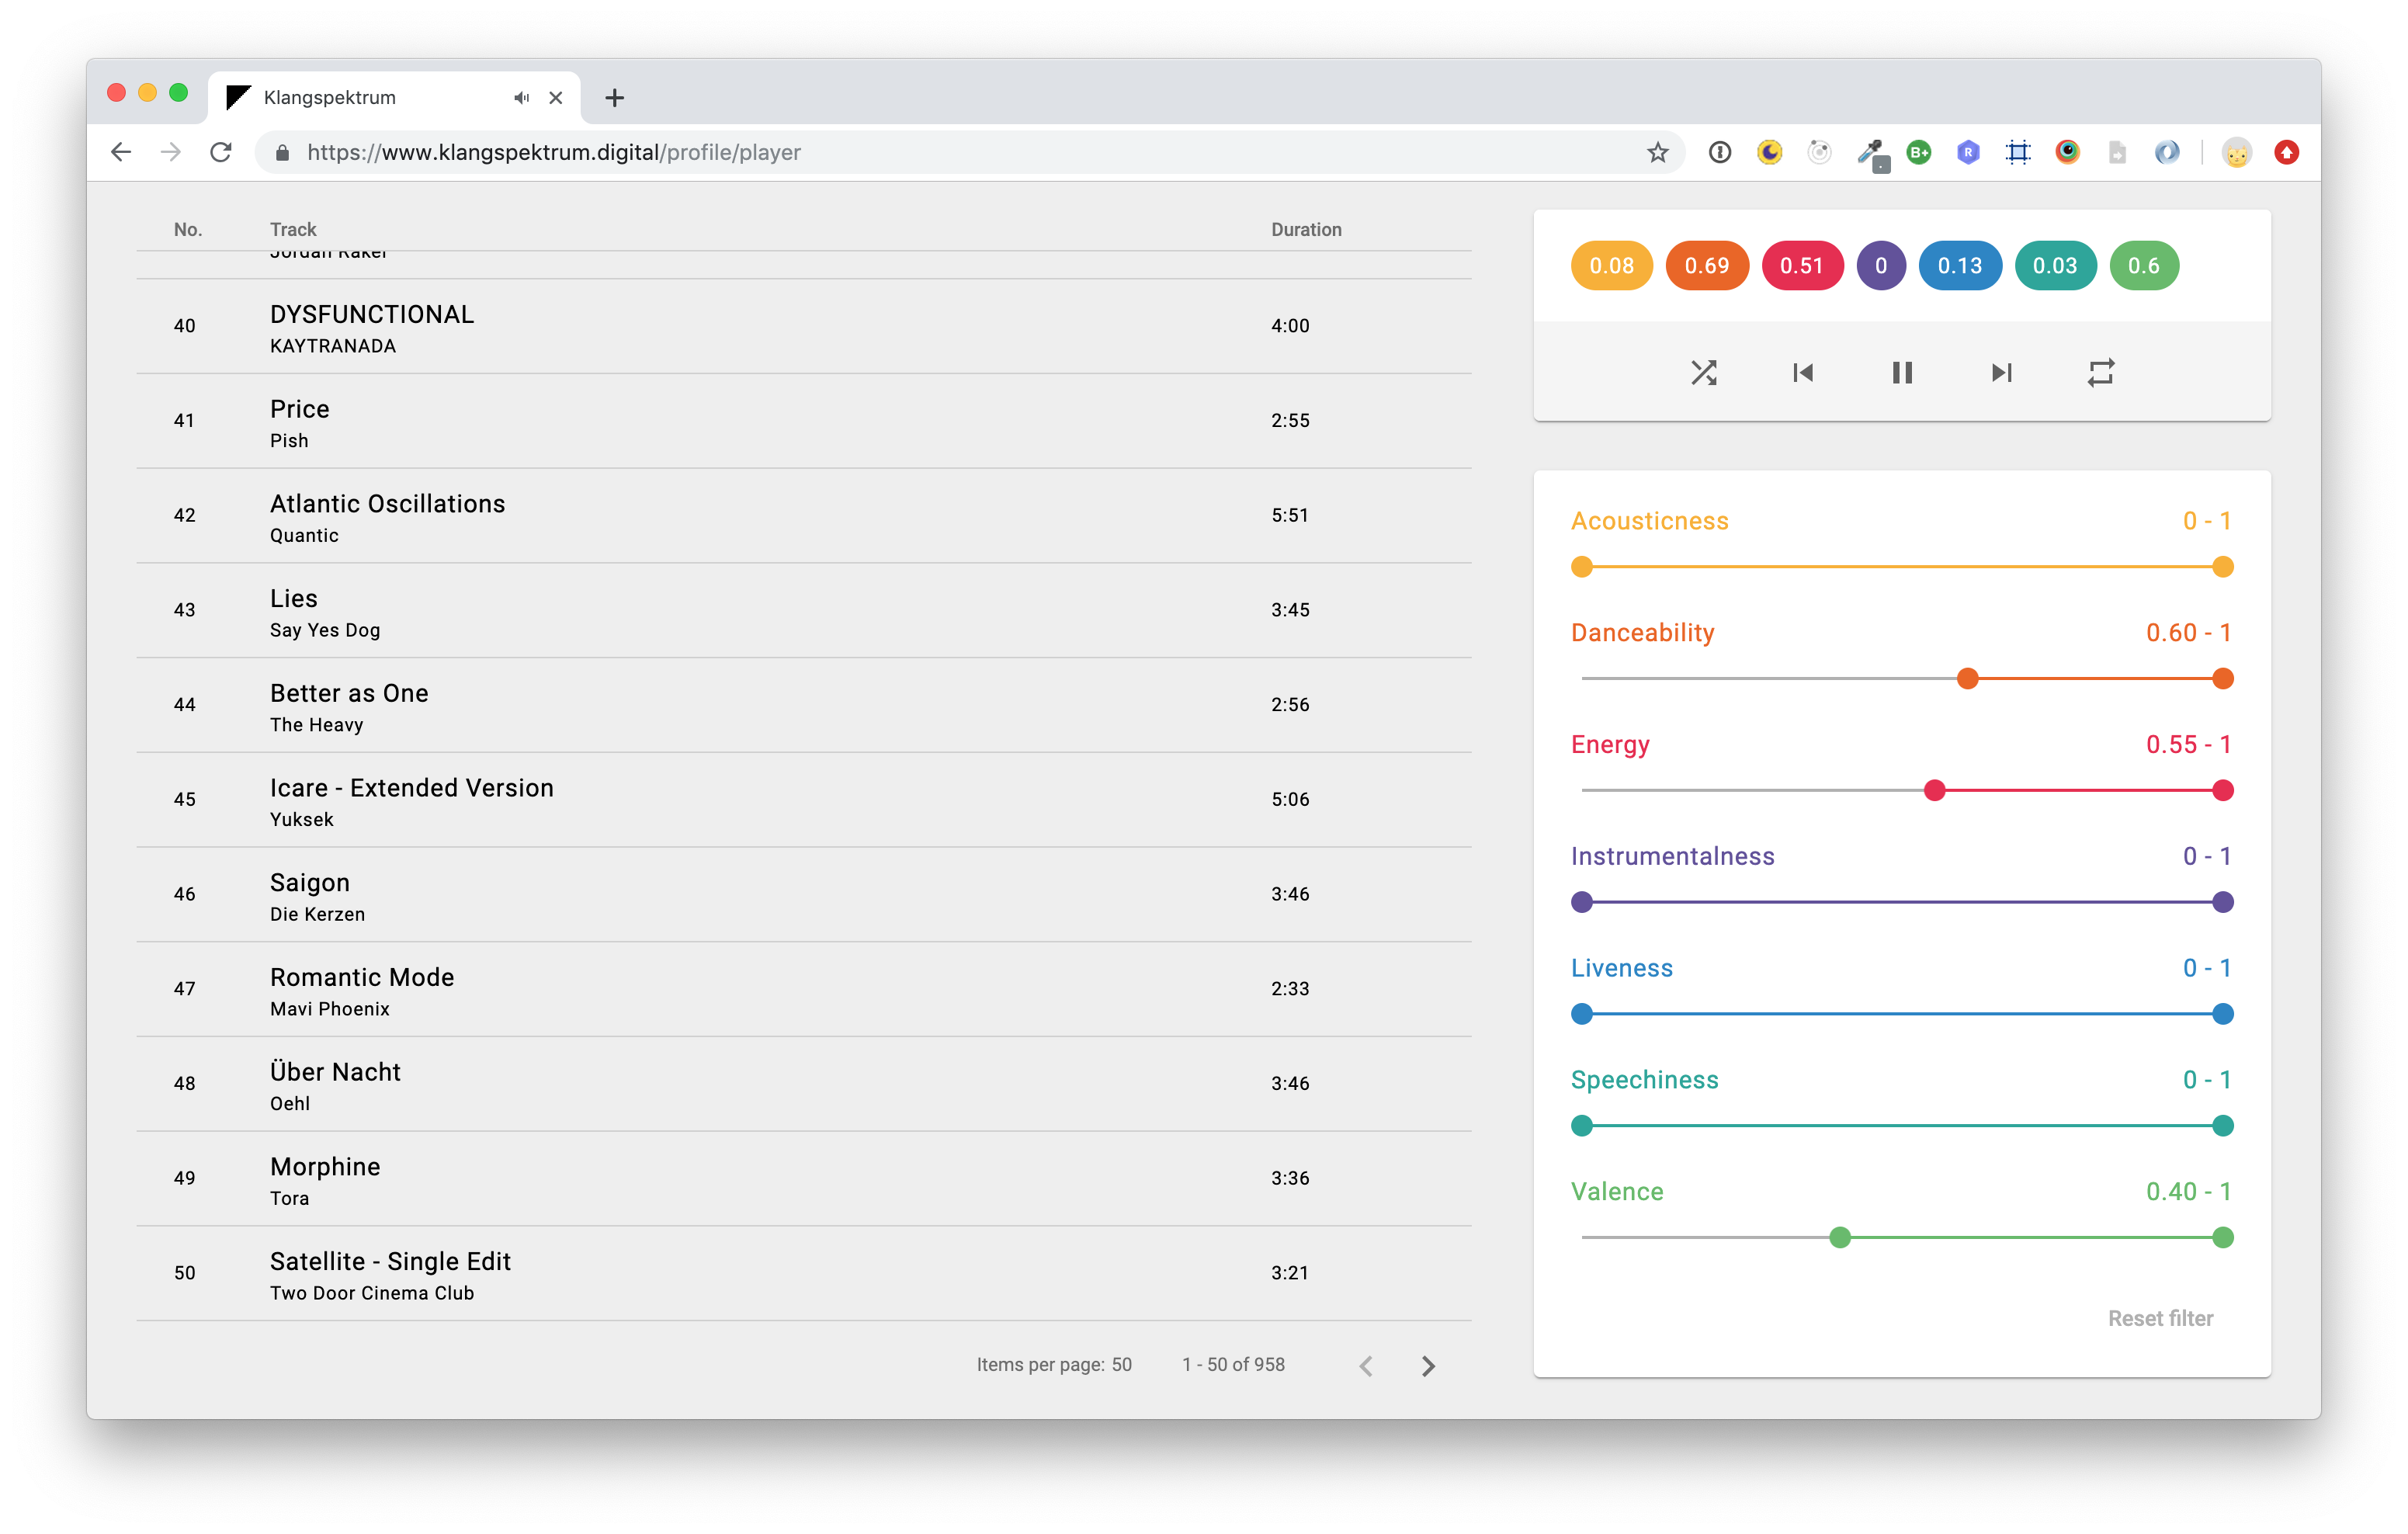 Klangspektrum
https://www.klangspektrum.digital/profile/player
No. Track Duration
Jordan Rakei
40 DYSFUNCTIONAL 4:00
KAYTRANADA
41 Price 2:55
Pish
42 Atlantic Oscillations 5:51
Quantic
43 Lies 3:45
Say Yes Dog
44 Better as One 2:56
The Heavy
45 Icare - Extended Version 5:06
Yuksek
46 Saigon 3:46
Die Kerzen
47 Romantic Mode 2:33
Mavi Phoenix
48 Über Nacht 3:46
Oehl
49 Morphine 3:36
Tora
50 Satellite - Single Edit 3:21
Two Door Cinema Club
Items per page: 50 1 - 50 of 958
B+
R
0.08 0.69 0.51 0 0.13 0.03 0.6
Acousticness 0 - 1
Danceability 0.60 - 1
Energy 0.55 - 1
Instrumentalness 0 - 1
Liveness 0 - 1
Speechiness 0 - 1
Valence 0.40 - 1
Reset filter